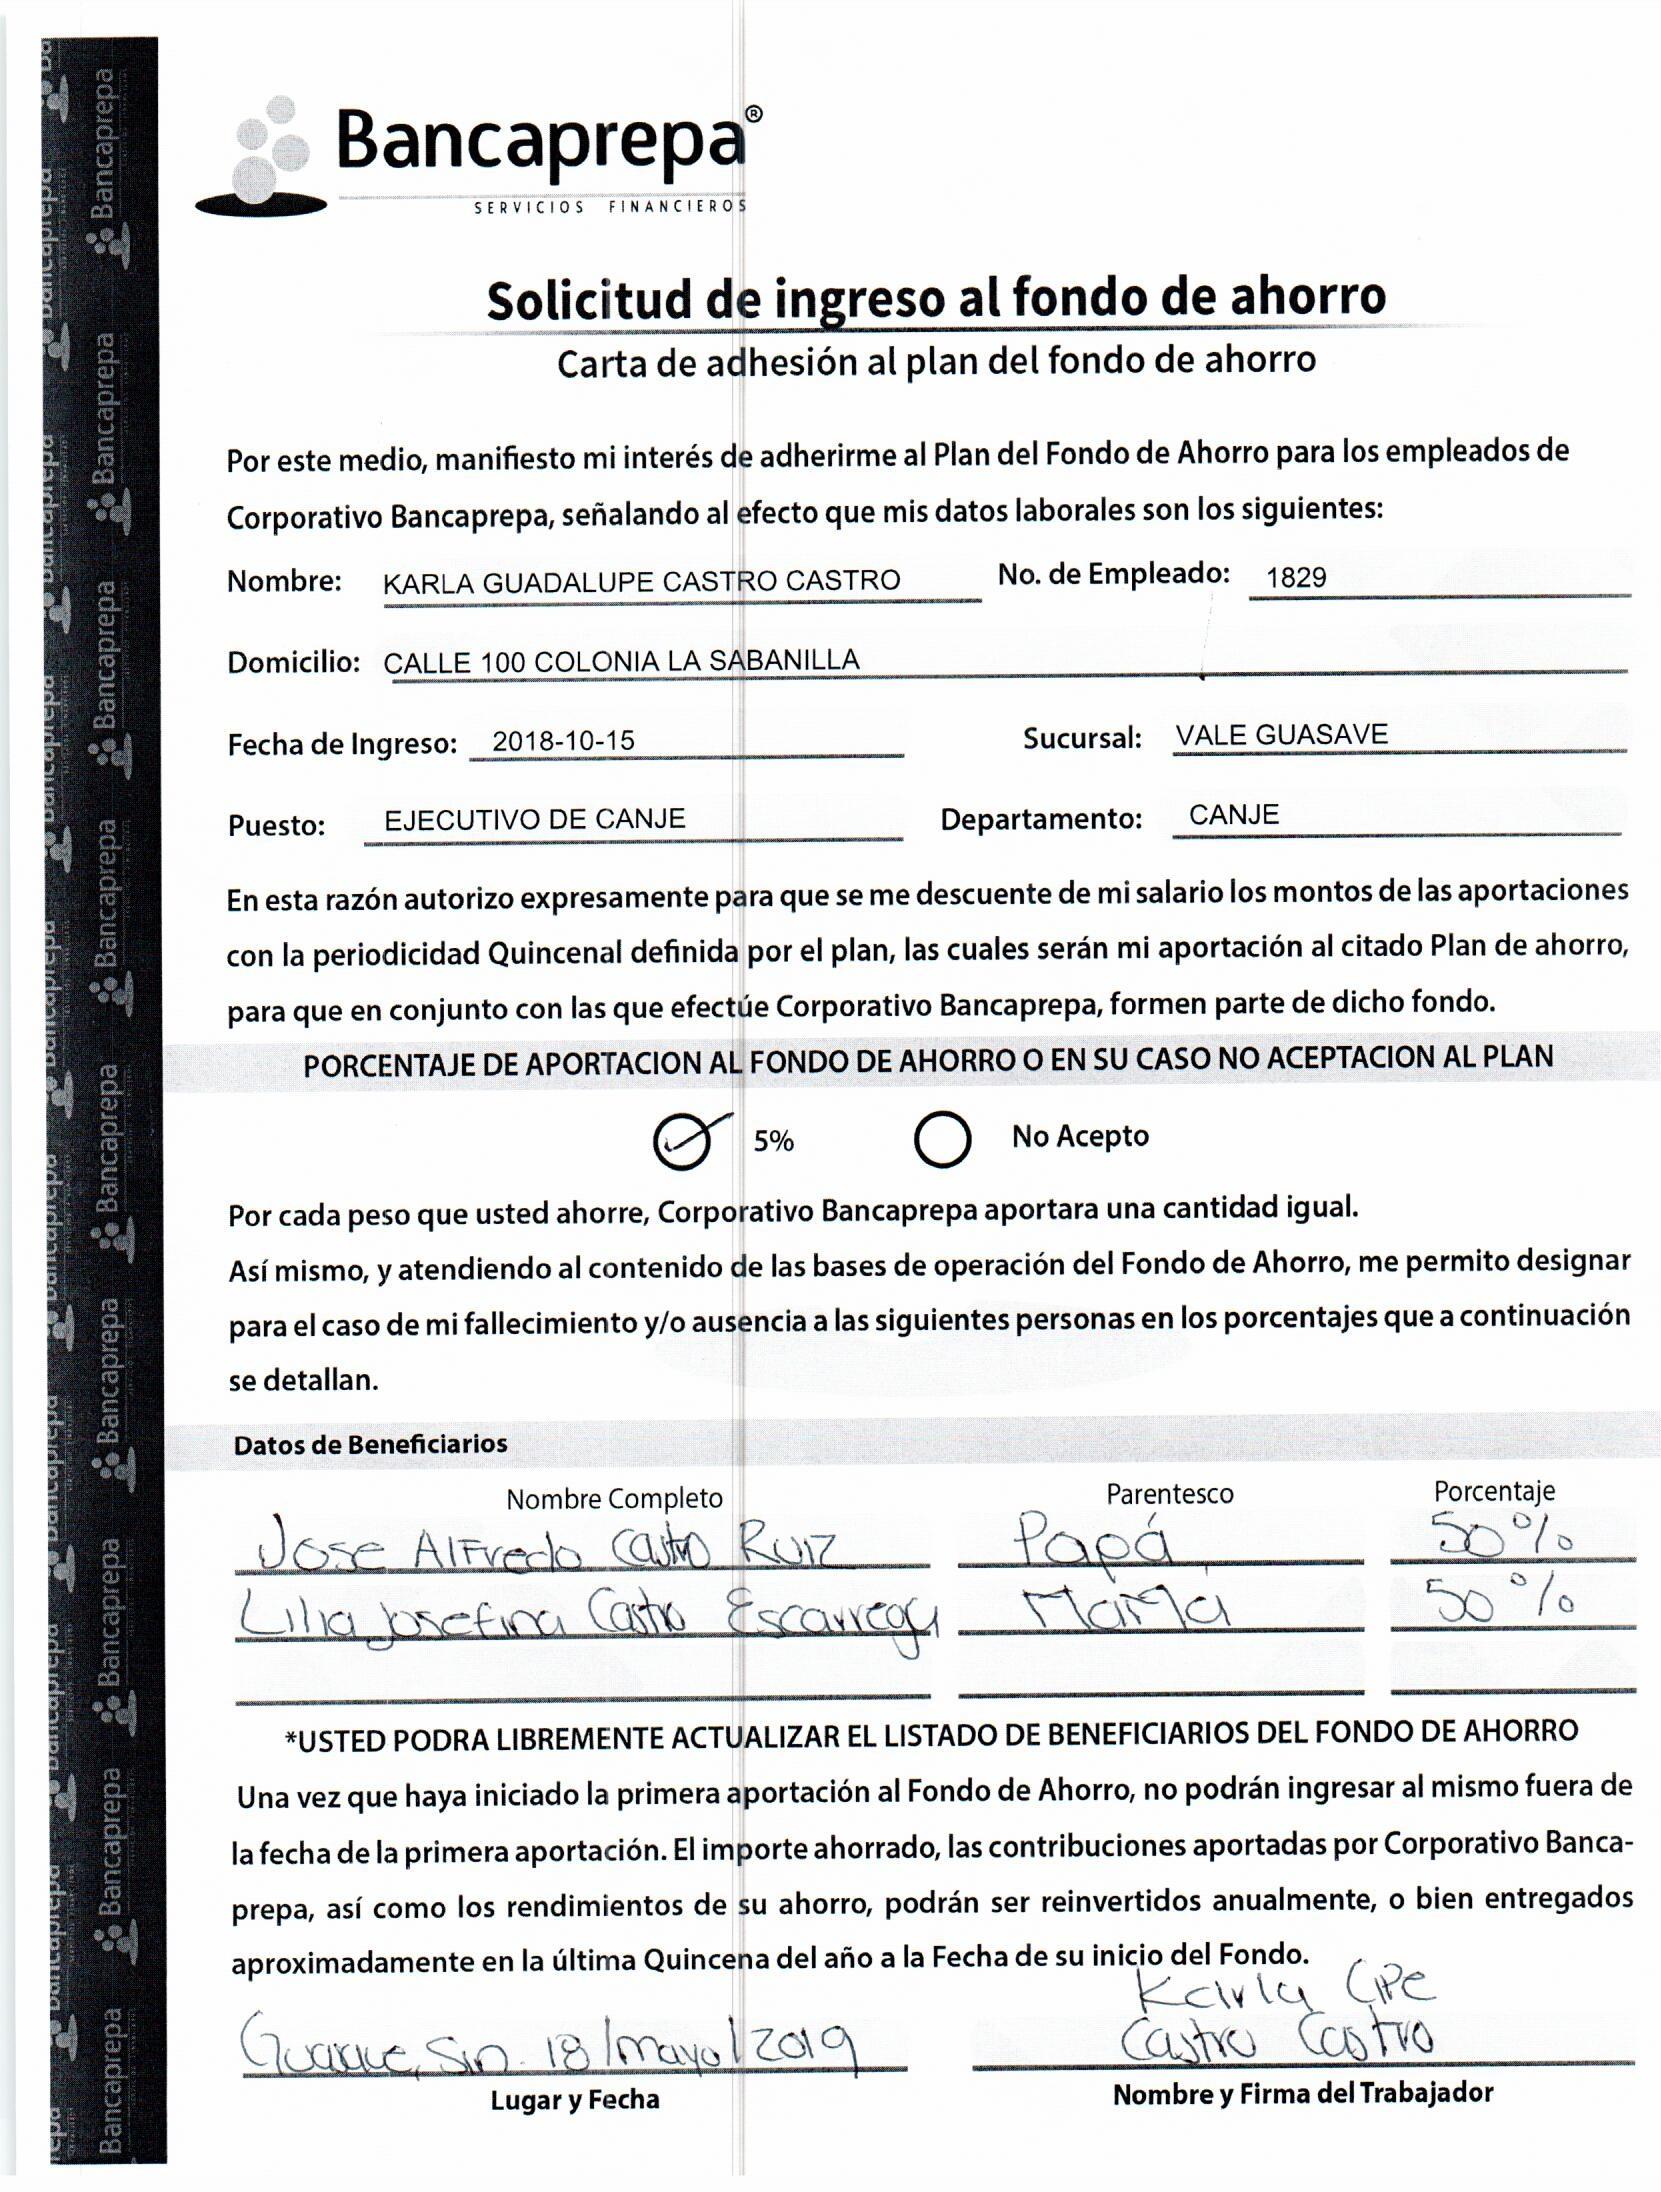 Bancaprepa®
SERVICIOS FINANCIEROS
Solicitud de ingreso al fondo de ahorro
Carta de adhesión al plan del fondo de ahorro
Por este medio, manifiesto mi interés de adherirme al Plan del Fondo de Ahorro para los empleados de
Corporativo Bancaprepa, señalando al efecto que mis datos laborales son los siguientes:
Nombre: KARLA GUADALUPE CASTRO CASTRO No. de Empleado: 1829
Domicilio: CALLE 100 COLONIA LA SABANILLA
Fecha de Ingreso: 2018-10-15 Sucursal: VALE GUASAVE
Puesto: EJECUTIVO DE CANJE Departamento: CANJE
En esta razón autorizo expresamente para que se me descuente de mi salario los montos de las aportaciones
con la periodicidad Quincenal definida por el plan, las cuales serán mi aportación al citado Plan de ahorro,
para que en conjunto con las que efectúe Corporativo Bancaprepa, formen parte de dicho fondo.
PORCENTAJE DE APORTACION AL FONDO DE AHORRO O EN SU CASO NO ACEPTACION AL PLAN
5% No Acepto
Por cada peso que usted ahorre, Corporativo Bancaprepa aportara una cantidad igual.
Así mismo, y atendiendo al contenido de las bases de operación del Fondo de Ahorro, me permito designar
para el caso de mi fallecimiento y/o ausencia a las siguientes personas en los porcentajes que a continuación
se detallan.
Datos de Beneficiarios
Nombre Completo Parentesco Porcentaje
Jose Alfredo Castro Ruiz Papá 50%
Lilia Josefina Castro Escarrega Mama 50%
*USTED PODRA LIBREMENTE ACTUALIZAR EL LISTADO DE BENEFICIARIOS DEL FONDO DE AHORRO
Una vez que haya iniciado la primera aportación al Fondo de Ahorro, no podrán ingresar al mismo fuera de
la fecha de la primera aportación. El importe ahorrado, las contribuciones aportadas por Corporativo Banca-
prepa, así como los rendimientos de su ahorro, podrán ser reinvertidos anualmente, o bien entregados
aproximadamente en la última Quincena del año a la Fecha de su inicio del Fondo.
Karla Gpe
Castro Castro
Sin. 18/mayo/2019
Lugar y Fecha Nombre y Firma del Trabajador